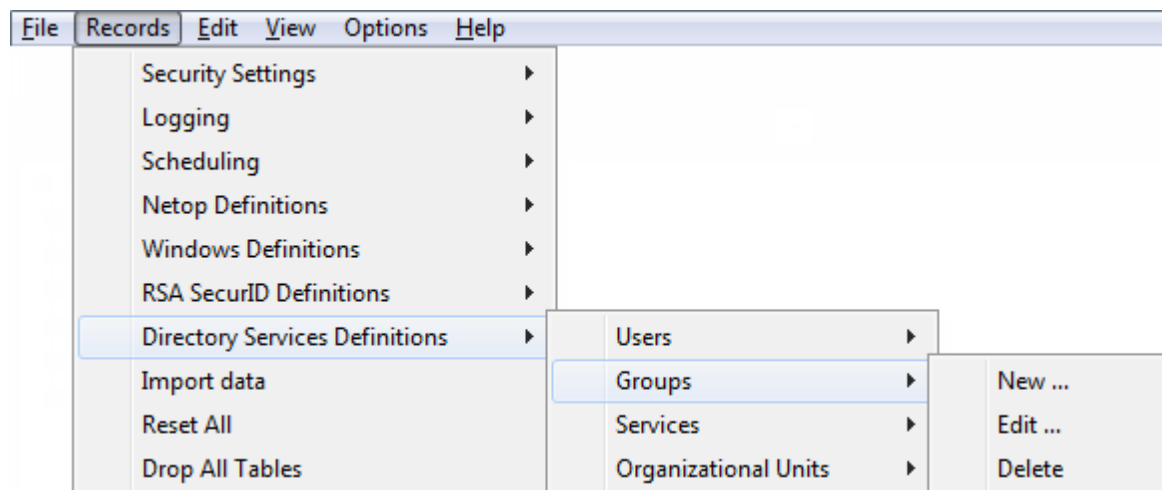 File Records Edit View Options Help
Security Settings
Logging
Scheduling
Netop Definitions
Windows Definitions
RSA SecurID Definitions
Directory Services Definitions
Import data
Reset All
Drop All Tables
Users
Groups
Services
Organizational Units
New ...
Edit ...
Delete